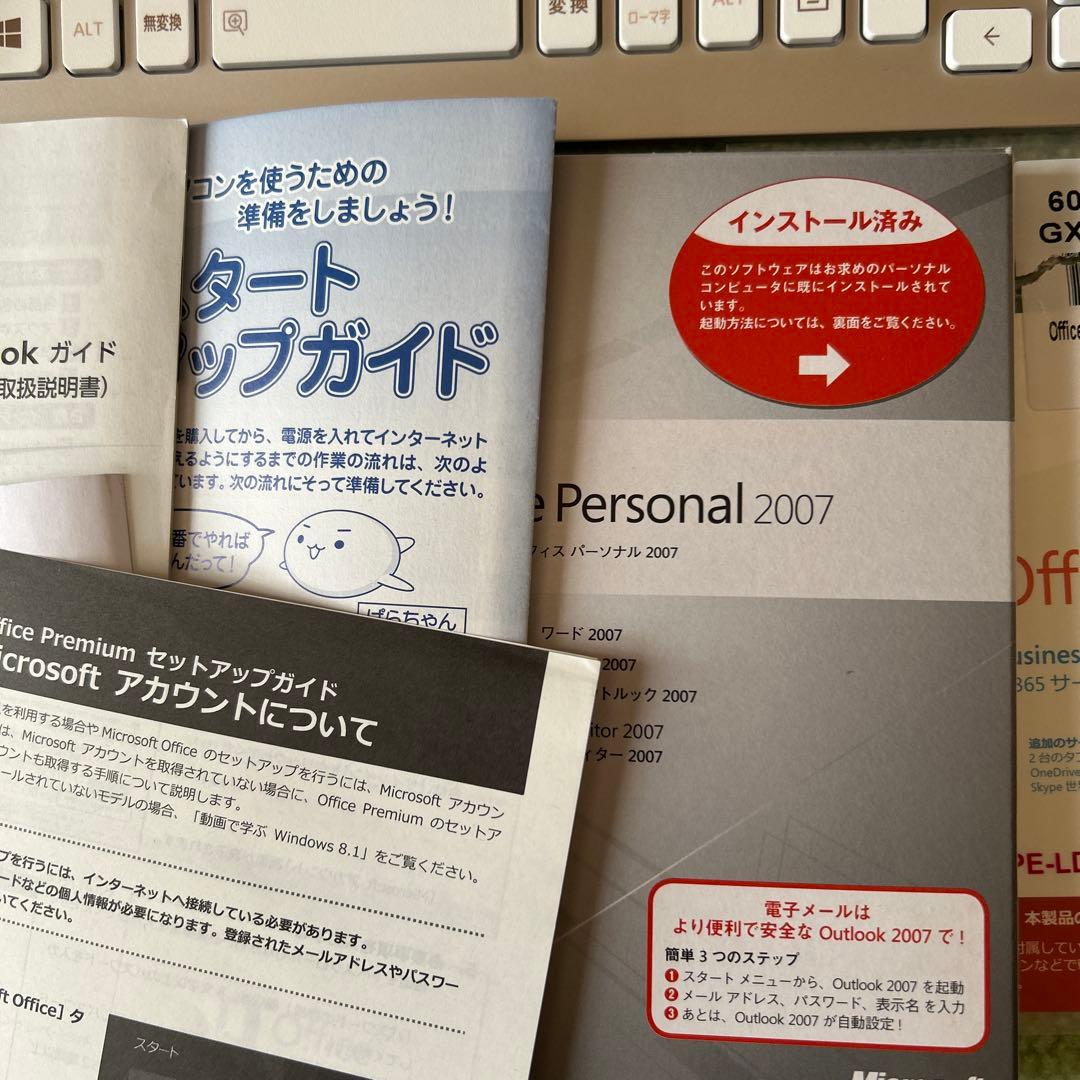 ALT
無変換
変換
ローマ字
ALT
←
コンを使うための
準備をしましょう!
タート
ップガイド
を購入してから、電源を入れてインターネット
えるようにするまでの作業の流れは、次のよ
ています。次の流れにそって準備してください。
番でやれば
んだって!
ぱらちゃん
ook ガイド
取扱説明書)
ffice Premium セットアップガイド
icrosoft アカウントについて
を利用する場合や Microsoft Office のセットアップを行うには、Microsoft アカウン
は、Microsoft アカウントを取得されていない場合に、Office Premium のセットア
ウントも取得する手順について説明します。
ールされていないモデルの場合、「動画で学ぶ Windows 8.1」をご覧ください。
プを行うには、インターネットへ接続している必要があります。
ードなどの個人情報が必要になります。登録されたメールアドレスやパスワー
いてください。
ft Office] タ
スタート
インストール済み
このソフトウェアはお求めのパーソナル
コンピュータに既にインストールされて
います。
起動方法については、裏面をご覧ください。
e Personal 2007
フィス パーソナル 2007
ワード 2007
2007
トルック 2007
itor 2007
ィター 2007
電子メールは
より便利で安全な Outlook 2007 で!
簡単 3 つのステップ
1 スタート メニューから、Outlook 2007 を起動
2 メール アドレス、パスワード、表示名 を入力
3 あとは、Outlook 2007 が自動設定!
Microsoft
60
GX
Office
Off
usines
365 サー
追加のサー
2 台のタブ
OneDrive
Skype 世界
PE-LD
本製品の
付属してい
ンなどで